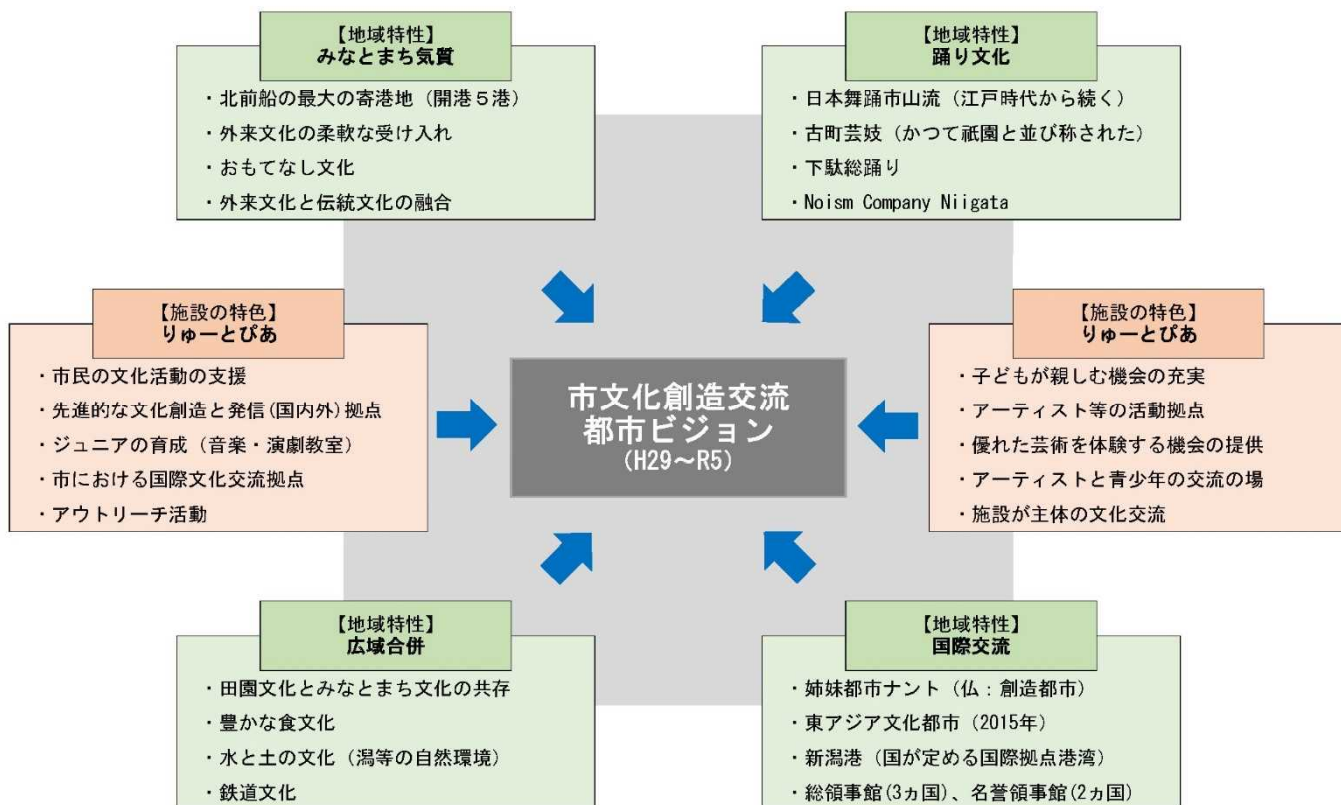 【地域特性】
みなとまち気質
・北前船の最大の寄港地（開港５港）
・外来文化の柔軟な受け入れ
・おもてなし文化
・外来文化と伝統文化の融合
【地域特性】
踊り文化
・日本舞踊市山流（江戸時代から続く）
・古町芸妓（かつて祇園と並び称された）
・下駄総踊り
・Noism Company Niigata
【施設の特色】
りゅーとぴあ
・市民の文化活動の支援
・先進的な文化創造と発信(国内外)拠点
・ジュニアの育成（音楽・演劇教室）
・市における国際文化交流拠点
・アウトリーチ活動
市文化創造交流
都市ビジョン
(H29～R5)
【施設の特色】
りゅーとぴあ
・子どもが親しむ機会の充実
・アーティスト等の活動拠点
・優れた芸術を体験する機会の提供
・アーティストと青少年の交流の場
・施設が主体の文化交流
【地域特性】
広域合併
・田園文化とみなとまち文化の共存
・豊かな食文化
・水と土の文化（潟等の自然環境）
・鉄道文化
【地域特性】
国際交流
・姉妹都市ナント（仏：創造都市）
・東アジア文化都市（2015年）
・新潟港（国が定める国際拠点港湾）
・総領事館(3ヵ国)、名誉領事館(2ヵ国)